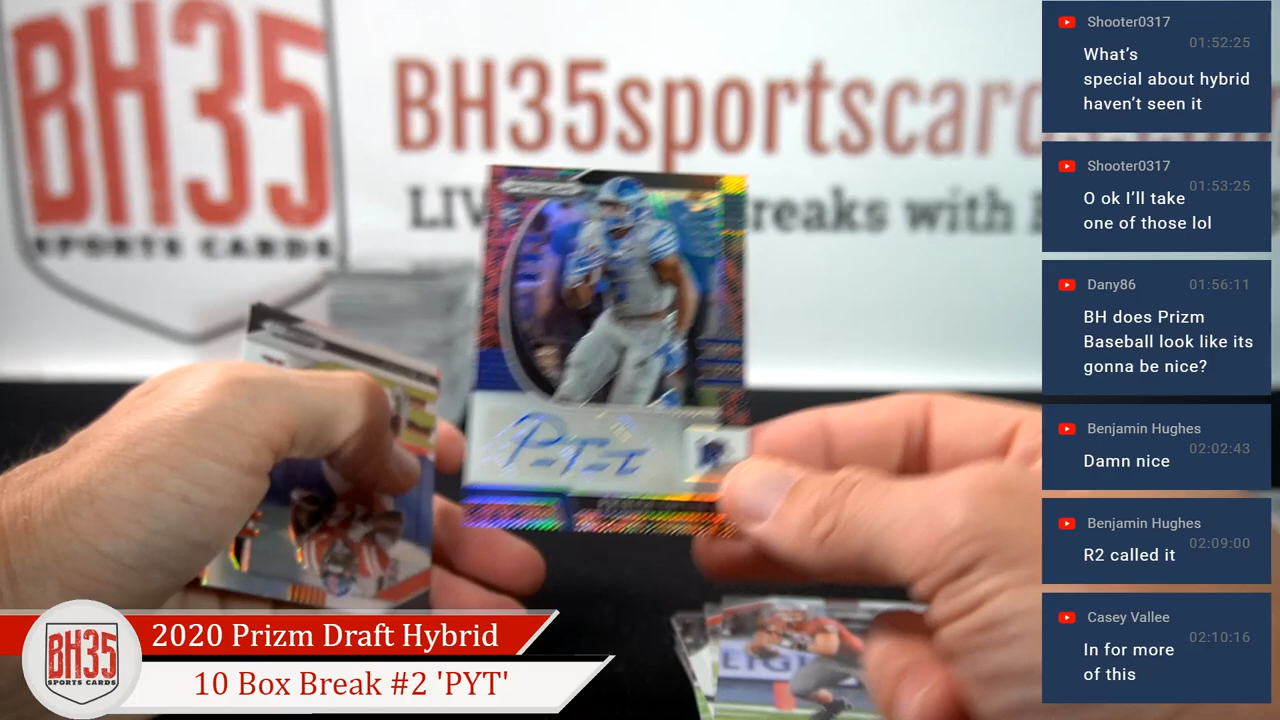 BH35
SPORTS CARDS
BH35sportscard
LIV
reaks with
P-T-T
Shooter0317
01:52:25
What's
special about hybrid
haven't seen it
Shooter0317
01:53:25
O ok I'll take
one of those lol
Dany86
01:56:11
BH does Prizm
Baseball look like its
gonna be nice?
Benjamin Hughes
02:02:43
Damn nice
Benjamin Hughes
02:09:00
R2 called it
Casey Vallee
02:10:16
In for more
of this
BH35
SPORTS CARDS
2020 Prizm Draft Hybrid
10 Box Break #2 'PYT'